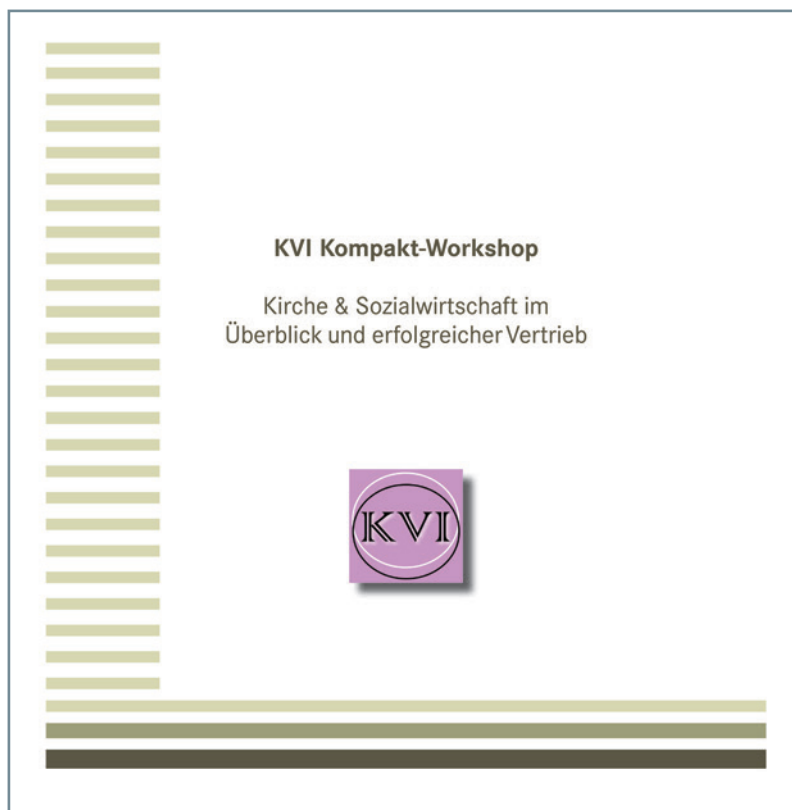 KVI Kompakt-Workshop
Kirche & Sozialwirtschaft im
Überblick und erfolgreicher Vertrieb
KVI